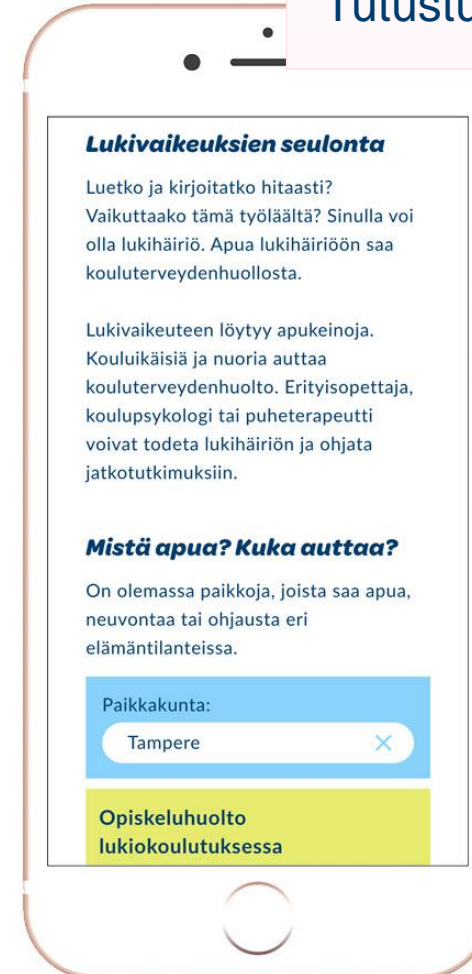 Lukivaikeuksien seulonta
Luetko ja kirjoitatko hitaasti?
Vaikuttaako tämä työläältä? Sinulla voi
olla lukihäiriö. Apua lukihäiriöön saa
kouluterveydenhuollosta.
Lukivaikeuteen löytyy apukeinoja.
Kouluikäisiä ja nuoria auttaa
kouluterveydenhuolto. Erityisopettaja,
koulupsykologi tai puheterapeutti
voivat todeta lukihäiriön ja ohjata
jatkotutkimuksiin.
Mistä apua? Kuka auttaa?
On olemassa paikkoja, joista saa apua,
neuvontaa tai ohjausta eri
elämäntilanteissa.
Paikkakunta:
Tampere
Opiskeluhuolto
lukiokoulutuksessa